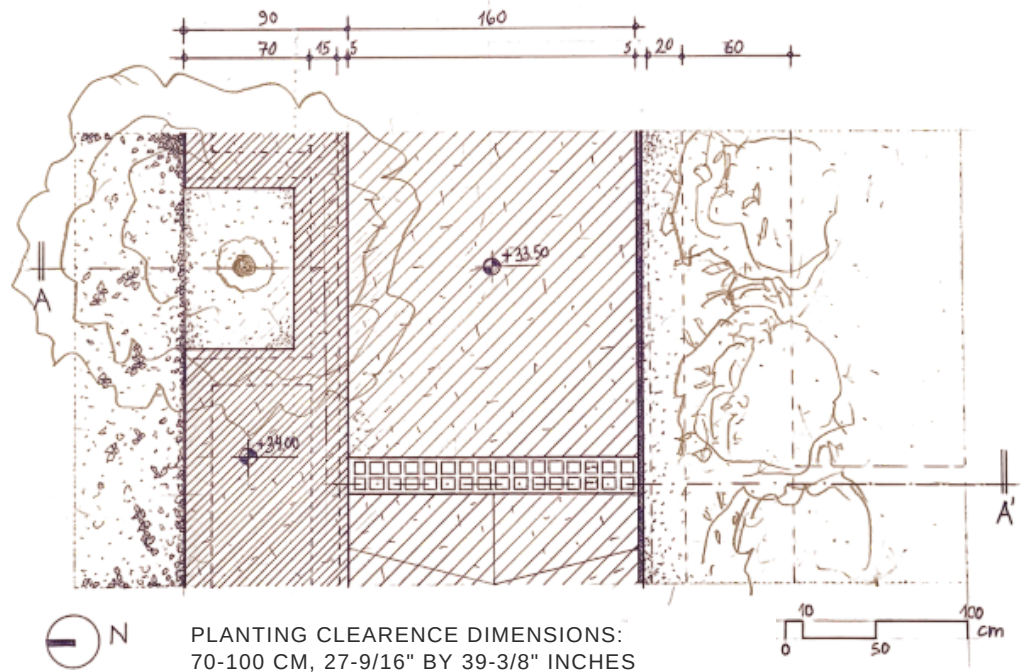 90 160
70 15 5 5 20 60
+33.50
A
+34.00
A'
N
PLANTING CLEARENCE DIMENSIONS:
70-100 CM, 27-9/16" BY 39-3/8" INCHES
10 100
cm
0 50